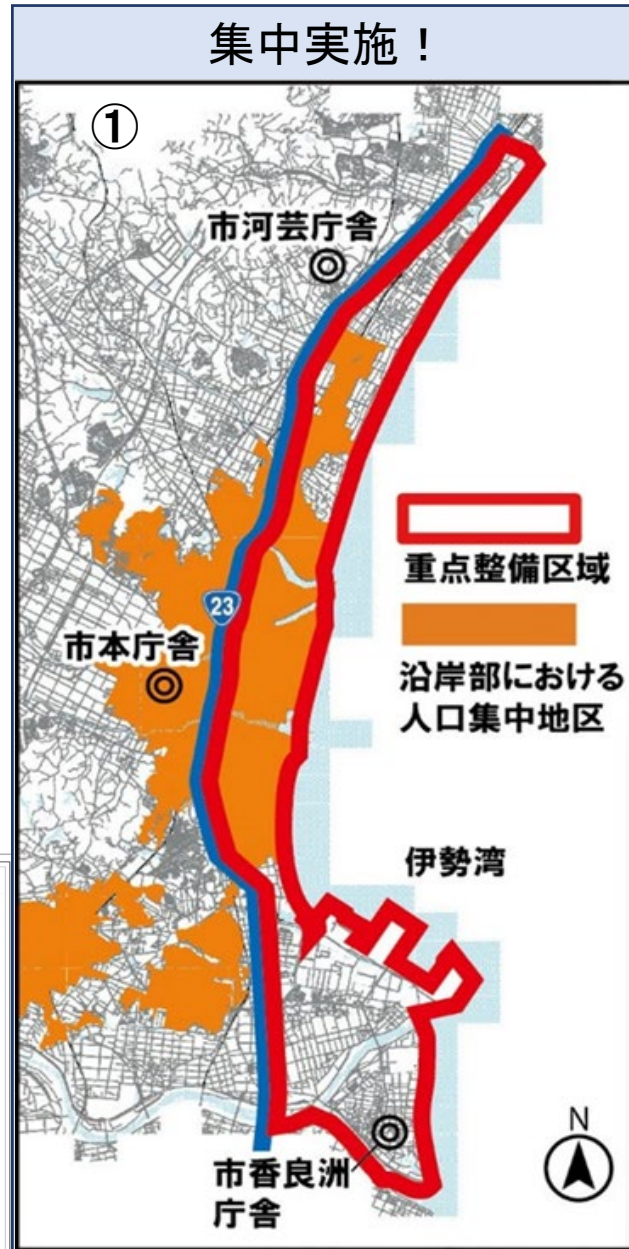 集中実施！
①
市河芸庁舎
重点整備区域
23
市本庁舎
沿岸部における
人口集中地区
伊勢湾
N
市香良洲
庁舎